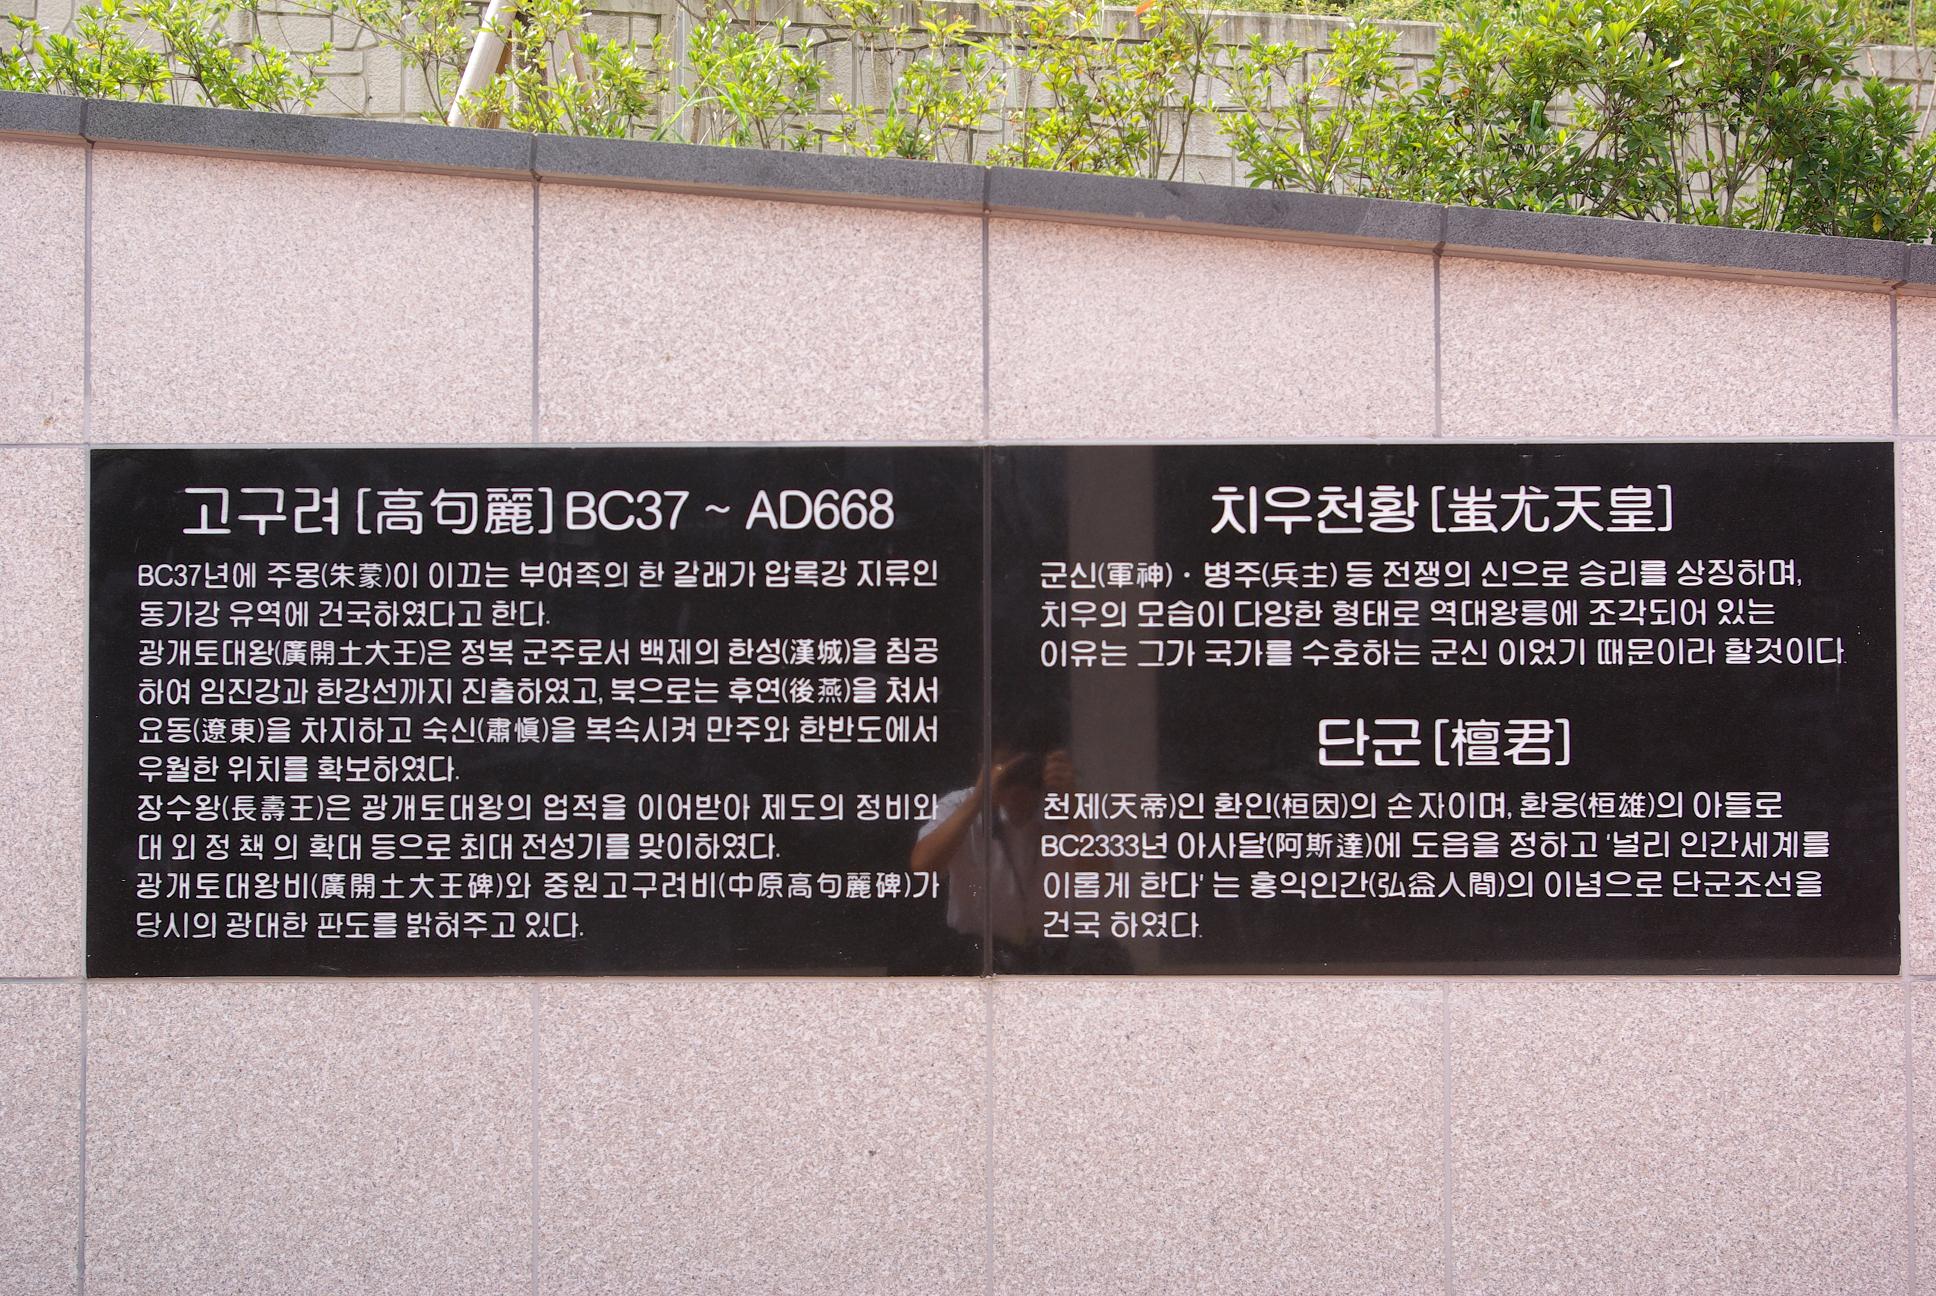 고구려[高句麗]BC37 ~ AD668
BC37년에 주몽(朱蒙)이 이끄는 부여족의 한 갈래가 압록강 지류인
동가강 유역에 건국하였다고 한다.
광개토대왕(廣開土大王)은 정복 군주로서 백제의 한성(漢城)을 침공
하여 임진강과 한강선까지 진출하였고, 북으로는 후연(後燕)을 쳐서
요동(遼東)을 차지하고 숙신(肅愼)을 복속시켜 만주와 한반도에서
우월한 위치를 확보하였다.
장수왕(長壽王)은 광개토대왕의 업적을 이어받아 제도의 정비와
대 외 정 책 의 확대 등으로 최대 전성기를 맞이하였다.
광개토대왕비(廣開土大王碑)와 중원고구려비(中原高句麗碑)가
당시의 광대한 판도를 밝혀주고 있다.
치우천황[蚩尤天皇]
군신(軍神)·병주(兵主) 등 전쟁의 신으로 승리를 상징하며,
치우의 모습이 다양한 형태로 역대왕릉에 조각되어 있는
이유는 그가 국가를 수호하는 군신 이었기 때문이라 할것이다.
단군[檀君]
천제(天帝)인 환인(桓因)의 손자이며, 환웅(桓雄)의 아들로
BC2333년 아사달(阿斯達)에 도읍을 정하고 '널리 인간세계를
이롭게 한다' 는 홍익인간(弘益人間)의 이념으로 단군조선을
건국 하였다.